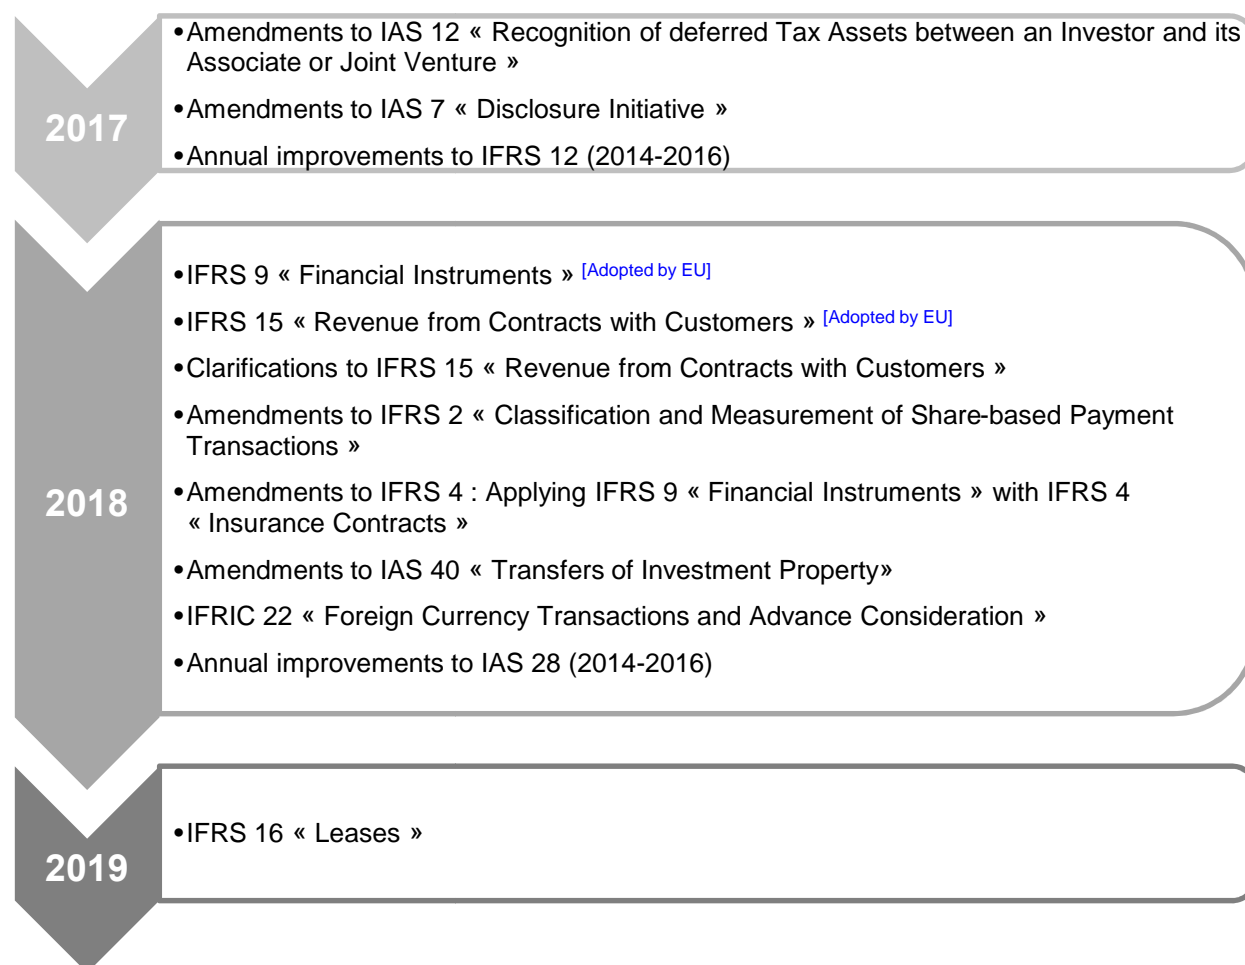 •Amendments to IAS 12 « Recognition of deferred Tax Assets between an Investor and its
Associate or Joint Venture »
2017
•Amendments to IAS 7 « Disclosure Initiative »
•Annual improvements to IFRS 12 (2014-2016)
•IFRS 9 « Financial Instruments » [Adopted by EU]
•IFRS 15 « Revenue from Contracts with Customers » [Adopted by EU]
•Clarifications to IFRS 15 « Revenue from Contracts with Customers »
•Amendments to IFRS 2 « Classification and Measurement of Share-based Payment
Transactions »
2018
•Amendments to IFRS 4 : Applying IFRS 9 « Financial Instruments » with IFRS 4
« Insurance Contracts »
•Amendments to IAS 40 « Transfers of Investment Property»
•IFRIC 22 « Foreign Currency Transactions and Advance Consideration »
•Annual improvements to IAS 28 (2014-2016)
2019
•IFRS 16 « Leases »